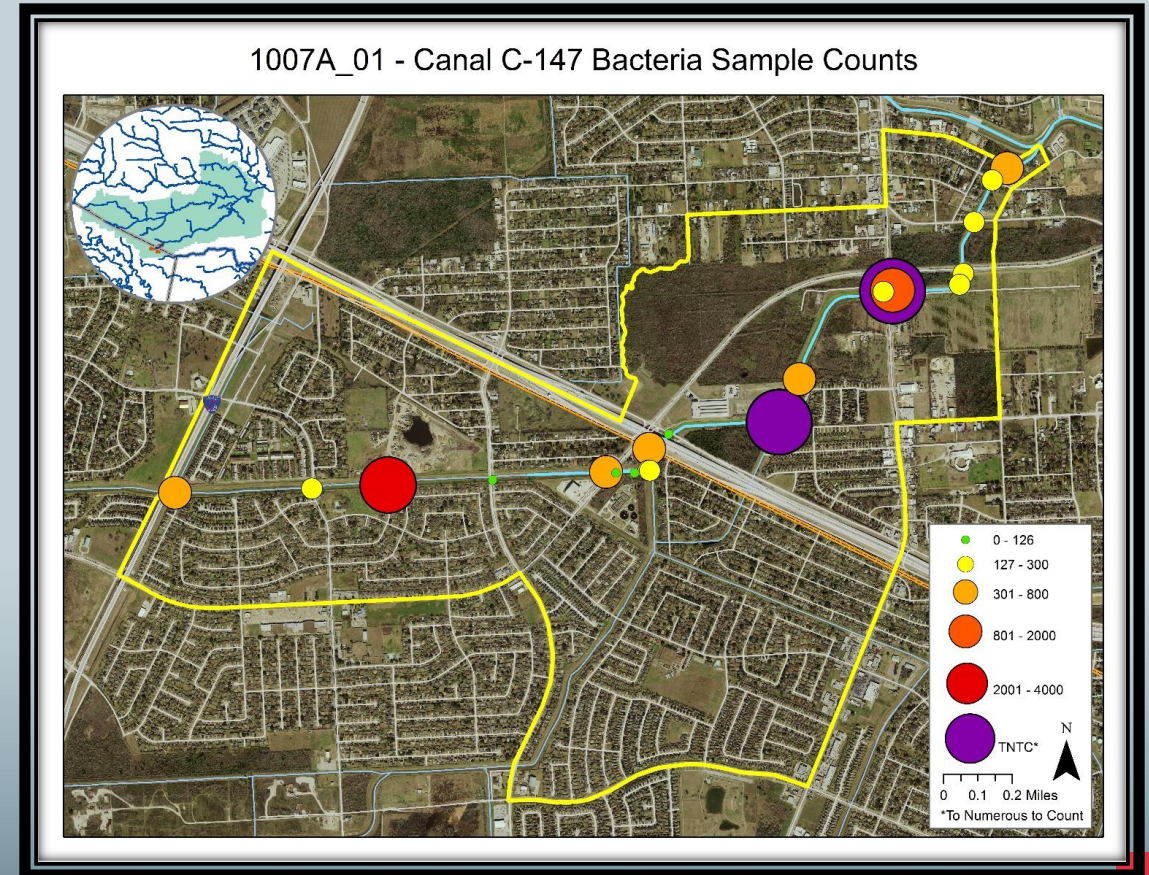 1007A_01 - Canal C-147 Bacteria Sample Counts
0 - 126
127 - 300
301 - 800
801 - 2000
2001 - 4000
TNTC*
N
0 0.1 0.2 Miles
*To Numerous to Count